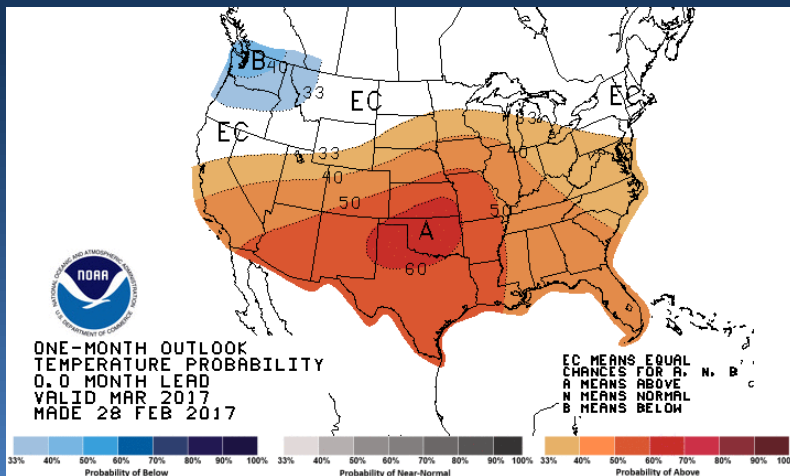 B
40
33
EC
EC
EC
33
40
33
40
50
50
A
60
NATIONAL OCEANIC AND ATMOSPHERIC ADMINISTRATION
NOAA
U.S. DEPARTMENT OF COMMERCE
ONE-MONTH OUTLOOK
TEMPERATURE PROBABILITY
0.0 MONTH LEAD
VALID MAR 2017
MADE 28 FEB 2017
EC MEANS EQUAL
CHANCES FOR A, N, B
A MEANS ABOVE
N MEANS NORMAL
B MEANS BELOW
33% 40% 50% 60% 70% 80% 90% 100%
Probability of Below
33% 40% 50% 60% 70% 80% 90% 100%
Probability of Near-Normal
33% 40% 50% 60% 70% 80% 90% 100%
Probability of Above